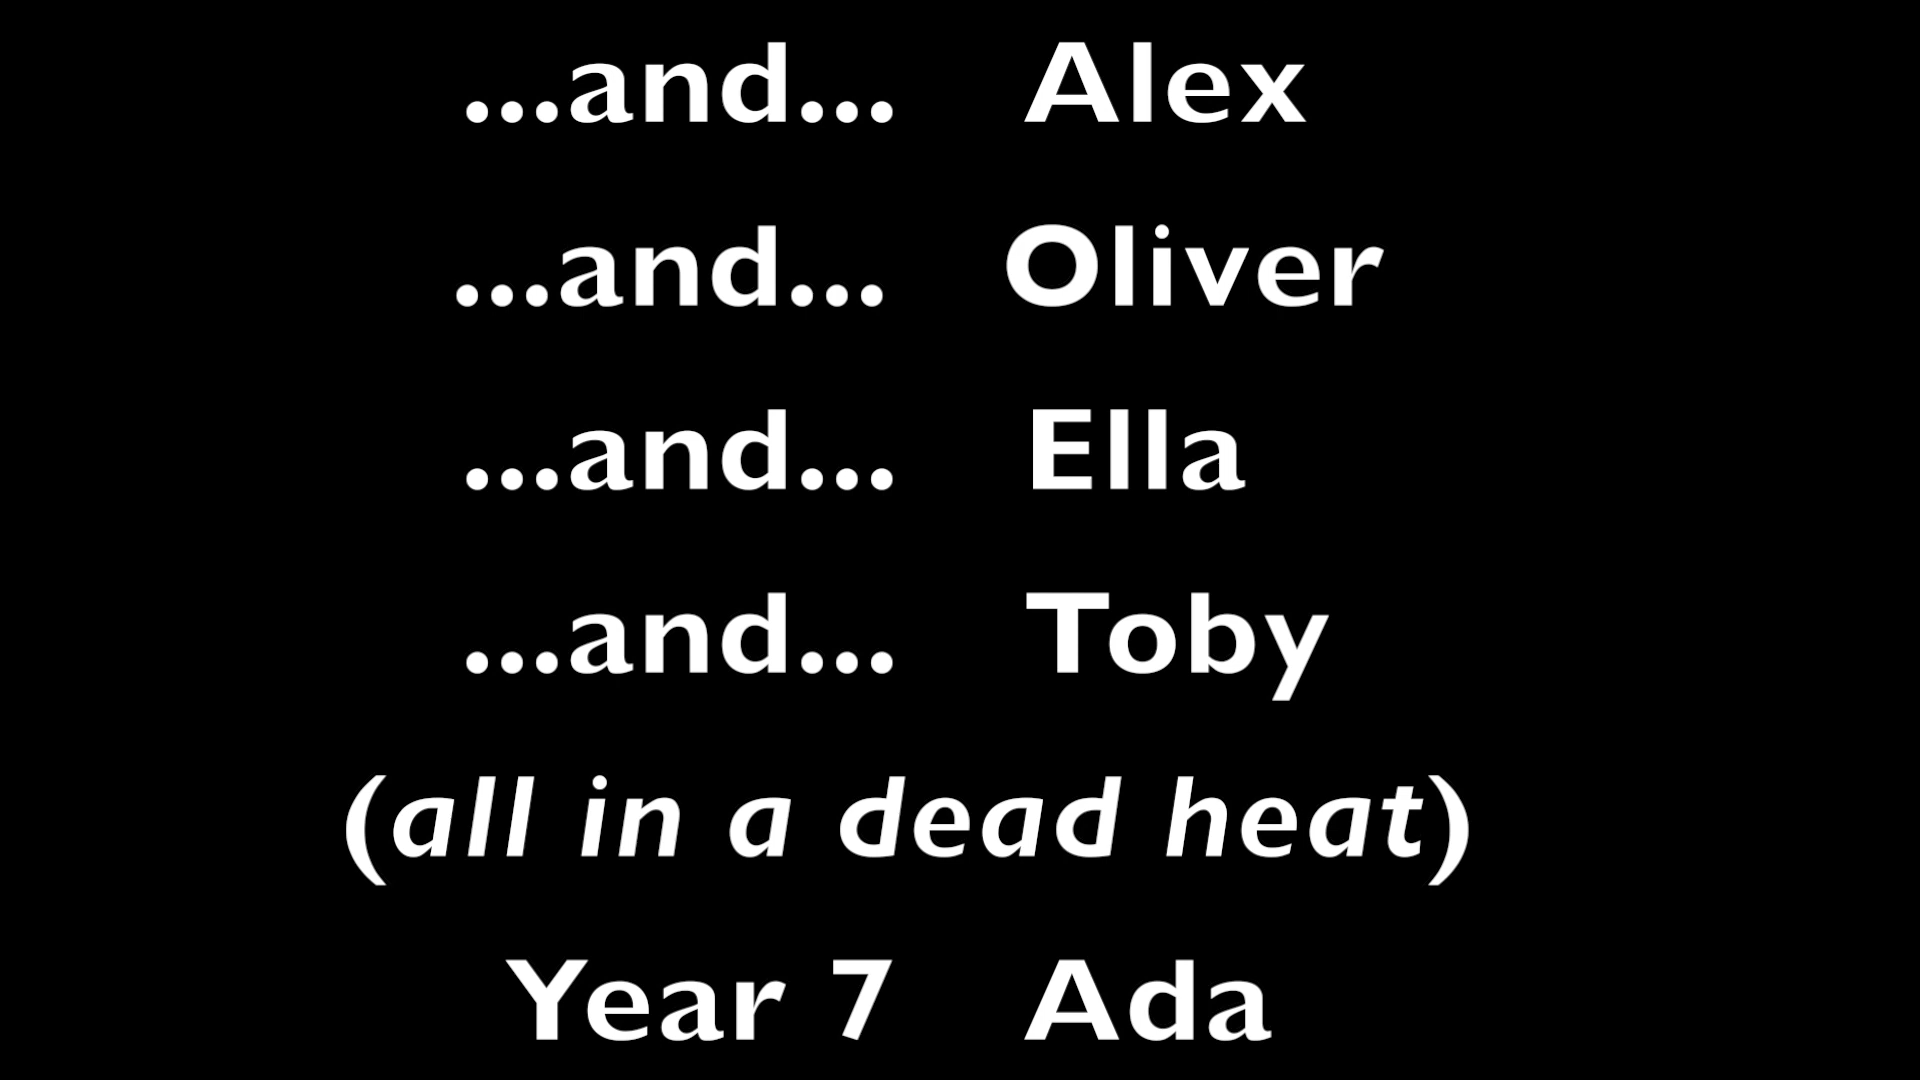 ...and... Alex
...and... Oliver
...and... Ella
...and... Toby
(all in a dead heat)
Year 7 Ada